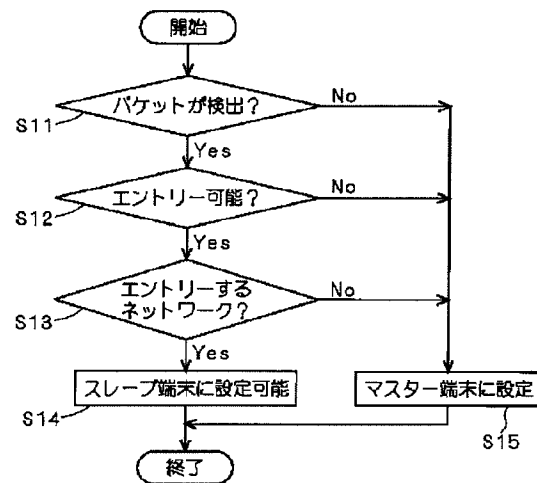 開始
パケットが検出?
No
S11
Yes
エントリー可能?
No
S12
Yes
エントリーする
ネットワーク?
No
S13
Yes
スレーブ端末に設定可能
マスター端末に設定
S14
S15
終了